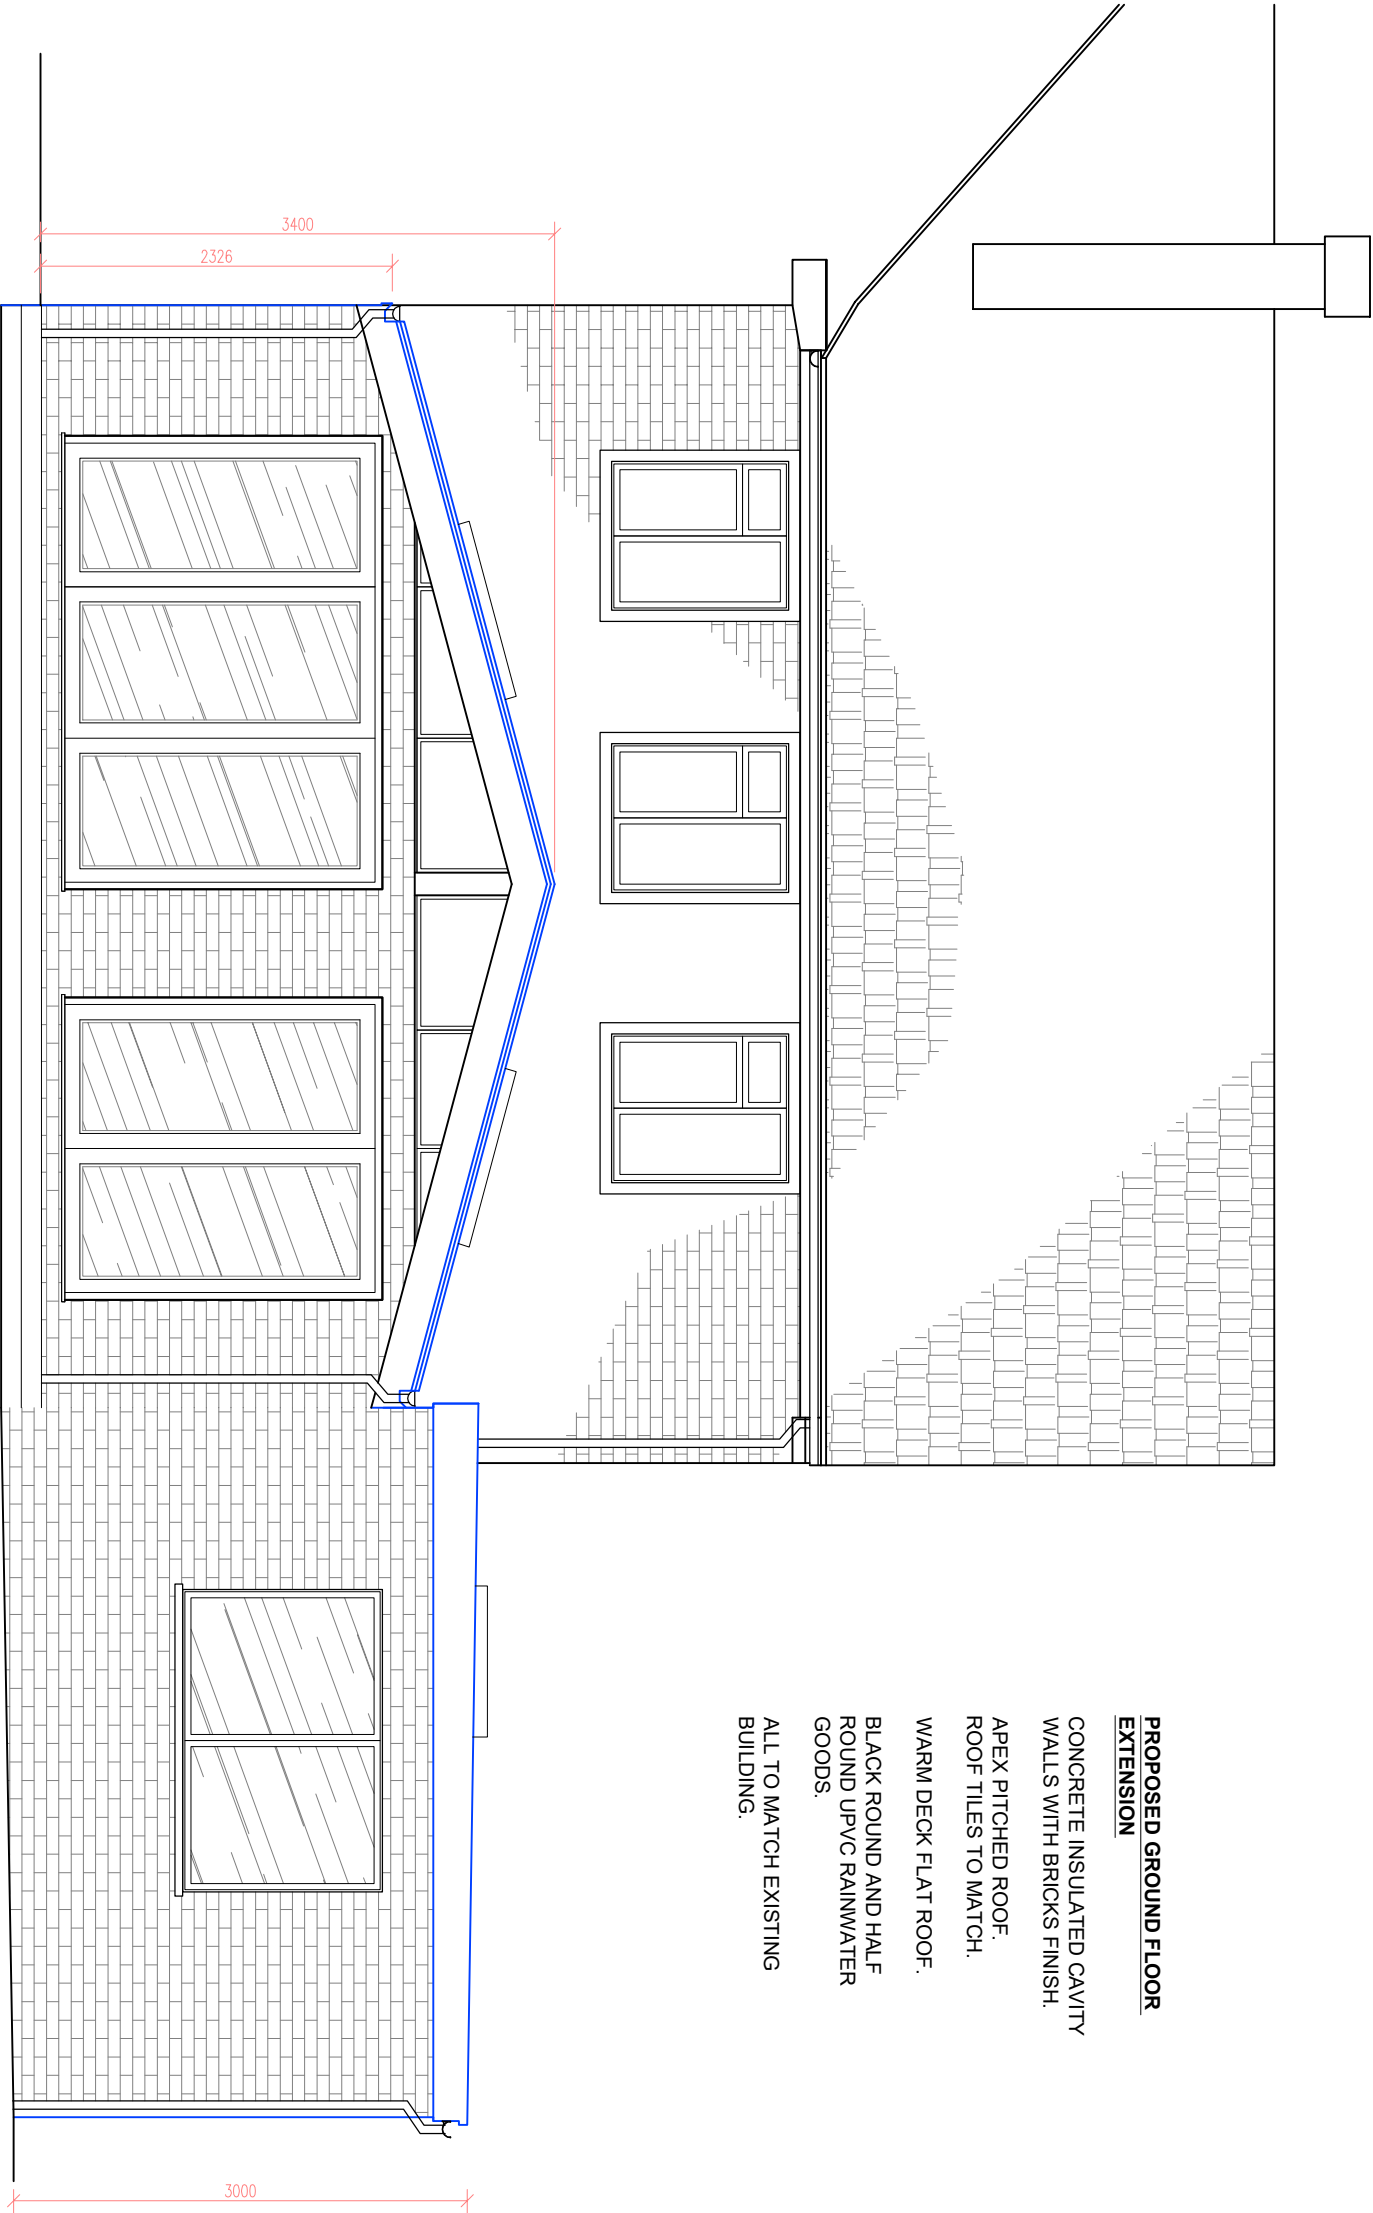 PROPOSED GROUND FLOOR
EXTENSION
CONCRETE INSULATED CAVITY
WALLS WITH BRICKS FINISH.
APEX PITCHED ROOF.
ROOF TILES TO MATCH.
WARM DECK FLAT ROOF.
BLACK ROUND AND HALF
ROUND UPVC RAINWATER
GOODS.
ALL TO MATCH EXISTING
BUILDING.
3400
2326
3000